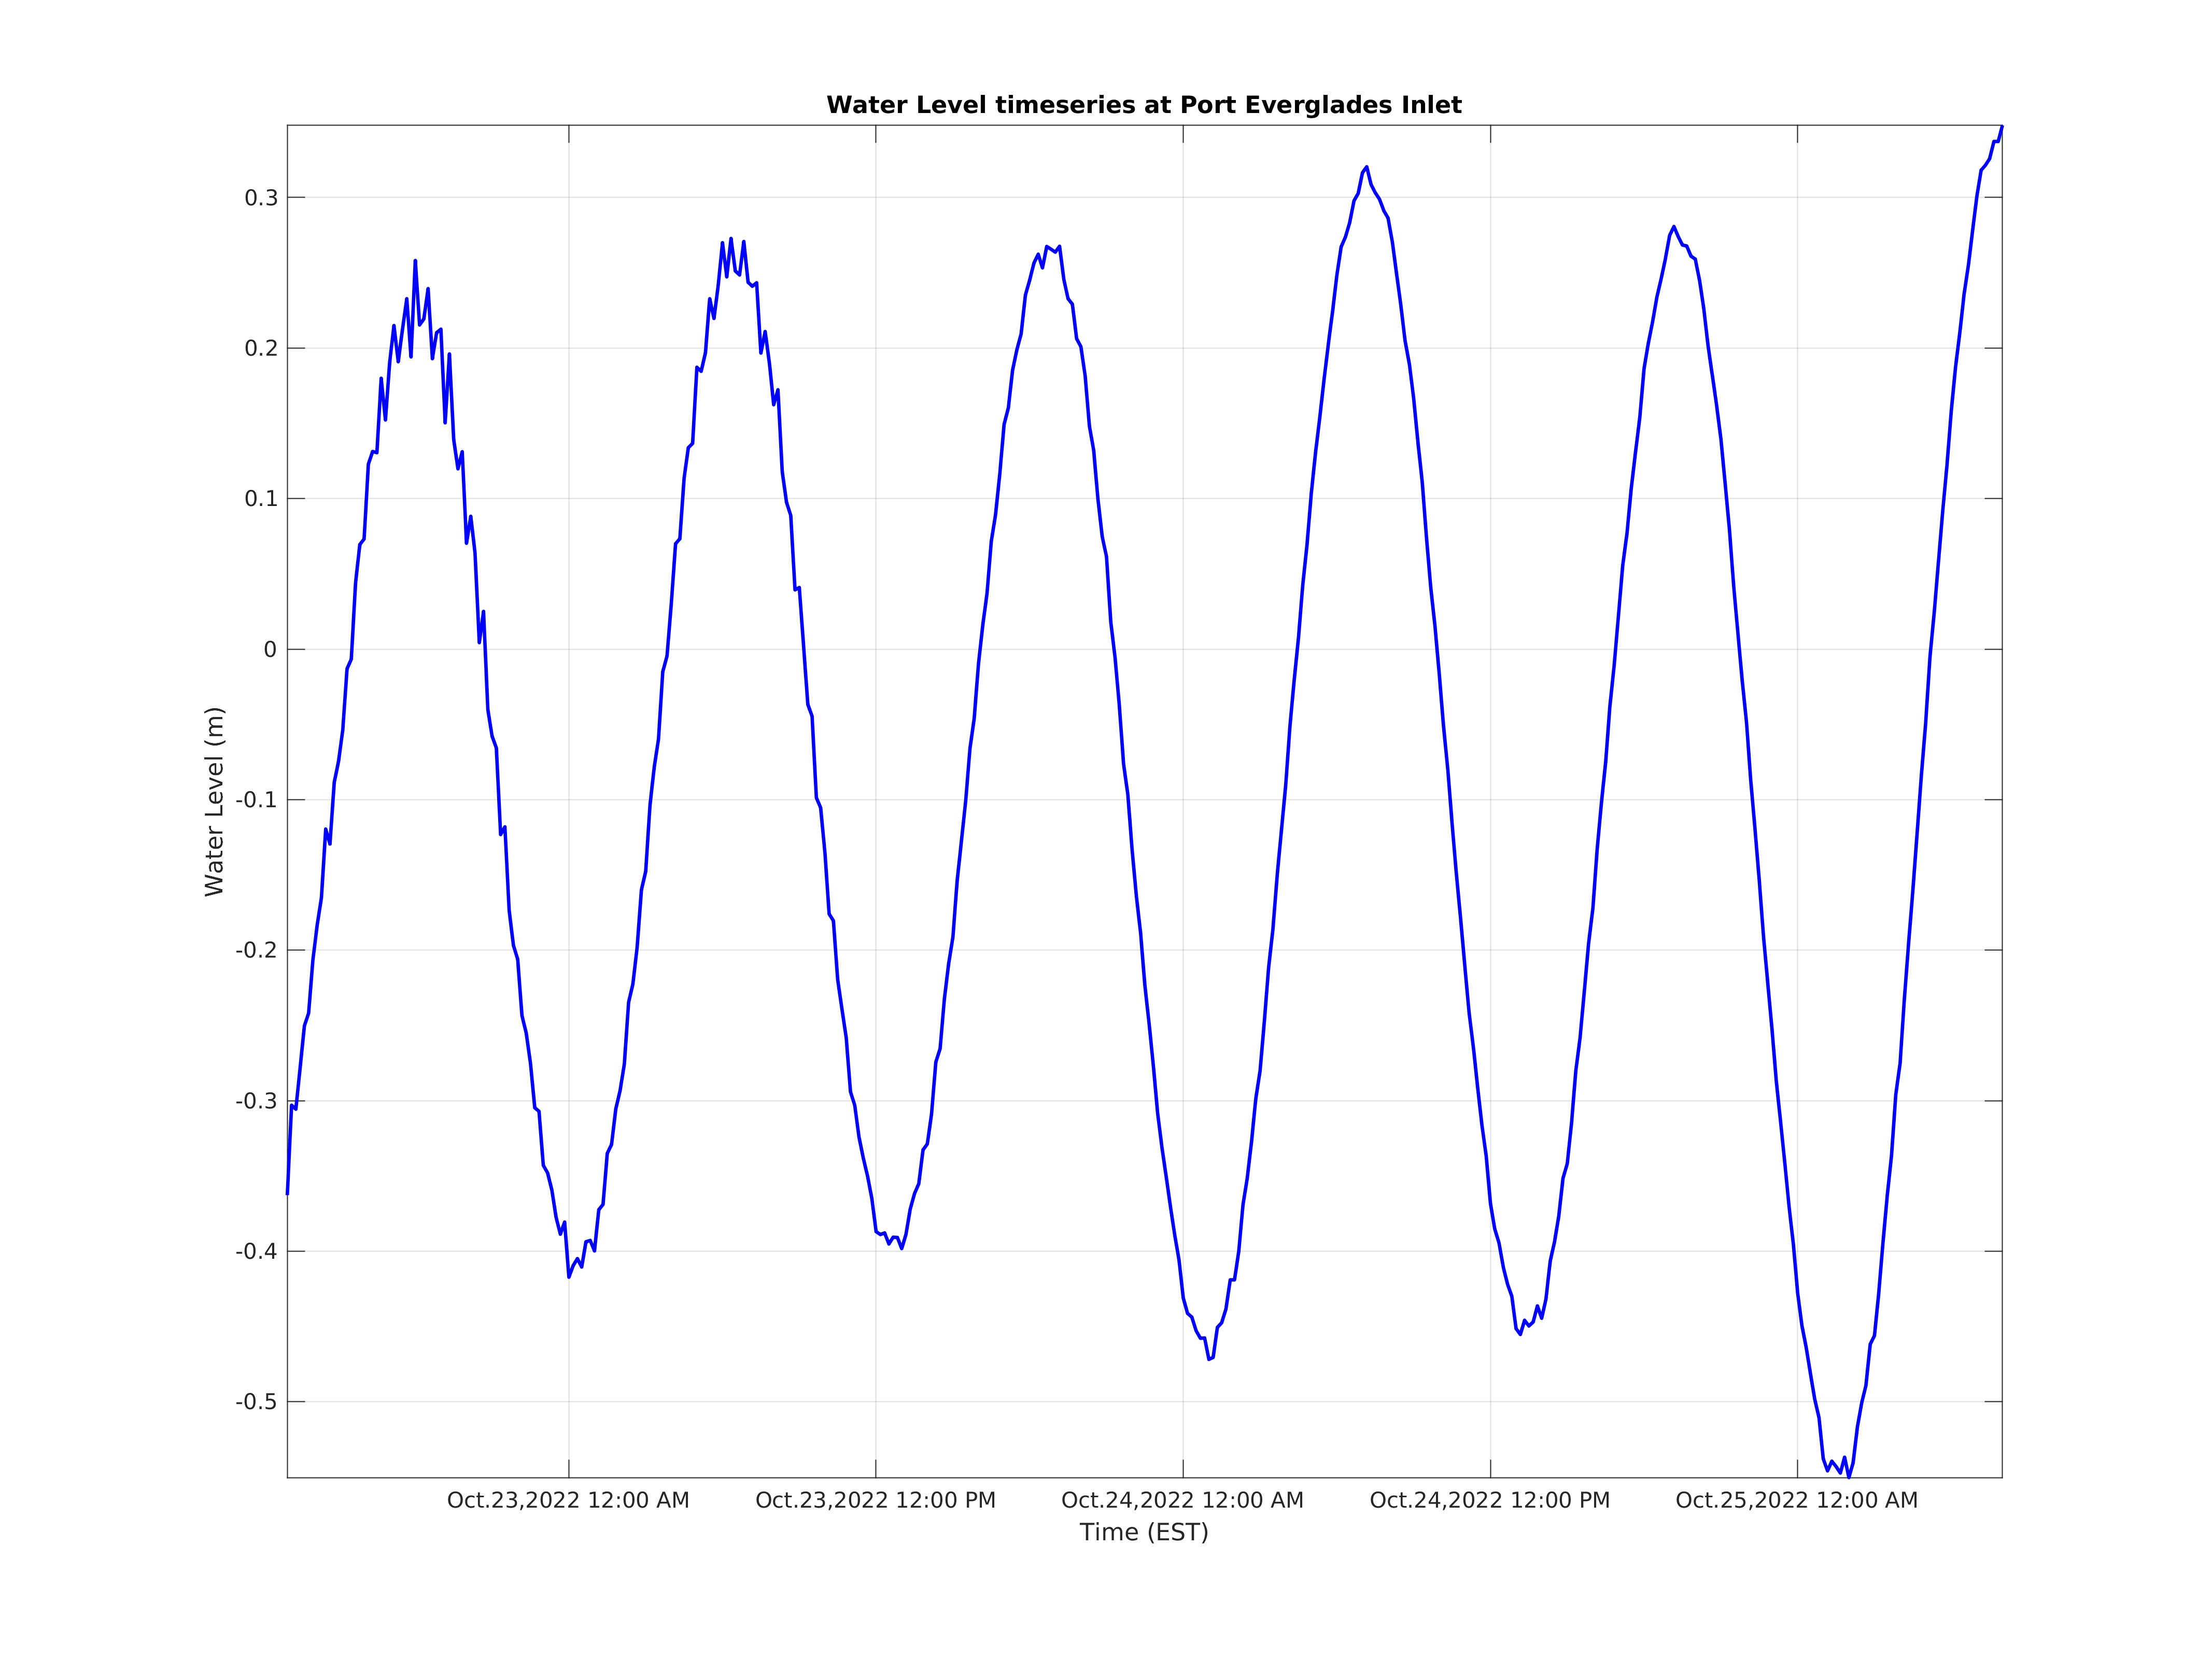 Water Level timeseries at Port Everglades Inlet
0.3
0.2
0.1
0
-0.1
-0.2
-0.3
-0.4
-0.5
Water Level (m)
Oct.23,2022 12:00 AM Oct.23,2022 12:00 PM Oct.24,2022 12:00 AM Oct.24,2022 12:00 PM Oct.25,2022 12:00 AM
Time (EST)